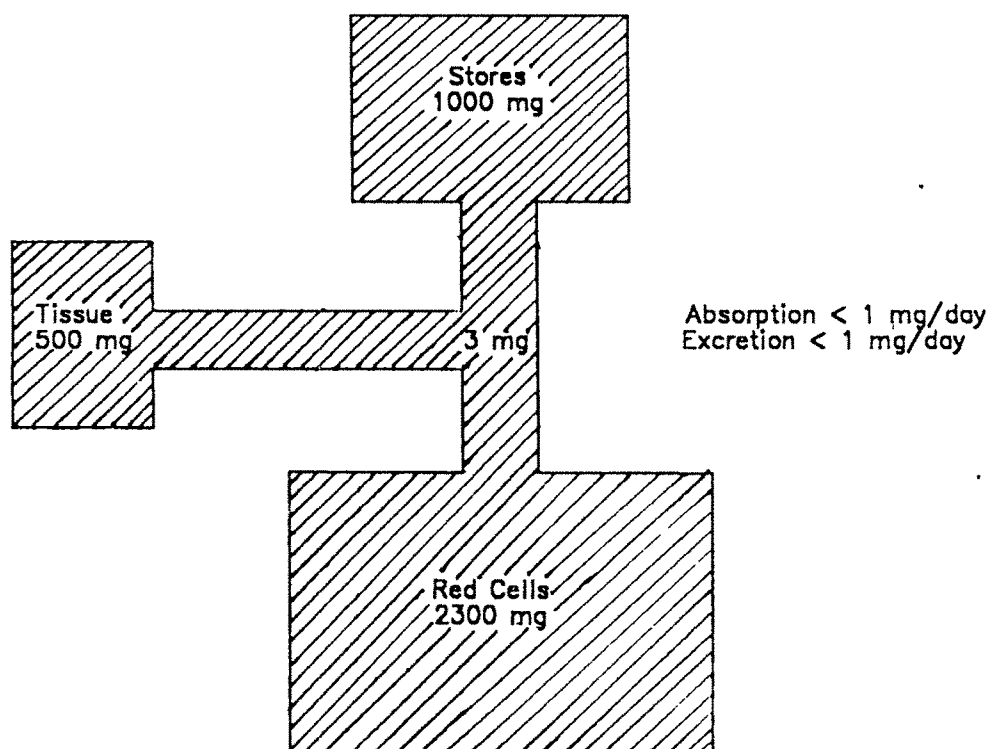 Stores
1000 mg
Tissue
500 mg
3 mg
Absorption < 1 mg/day
Excretion < 1 mg/day
Red Cells
2300 mg